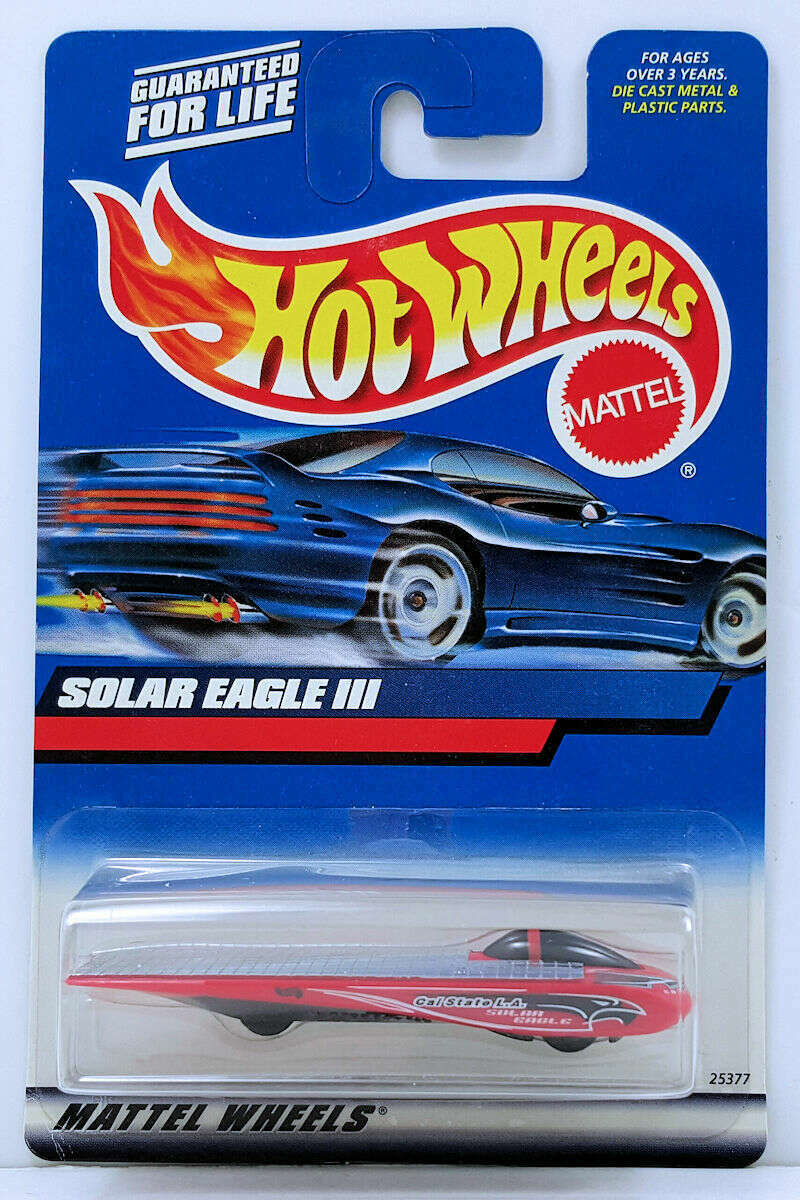 GUARANTEED
FOR LIFE
FOR AGES
OVER 3 YEARS.
DIE CAST METAL &
PLASTIC PARTS.
HOT WHEELS
MATTEL
®
SOLAR EAGLE III
Cal State L.A.
SOLAR
EAGLE
25377
MATTEL WHEELS®